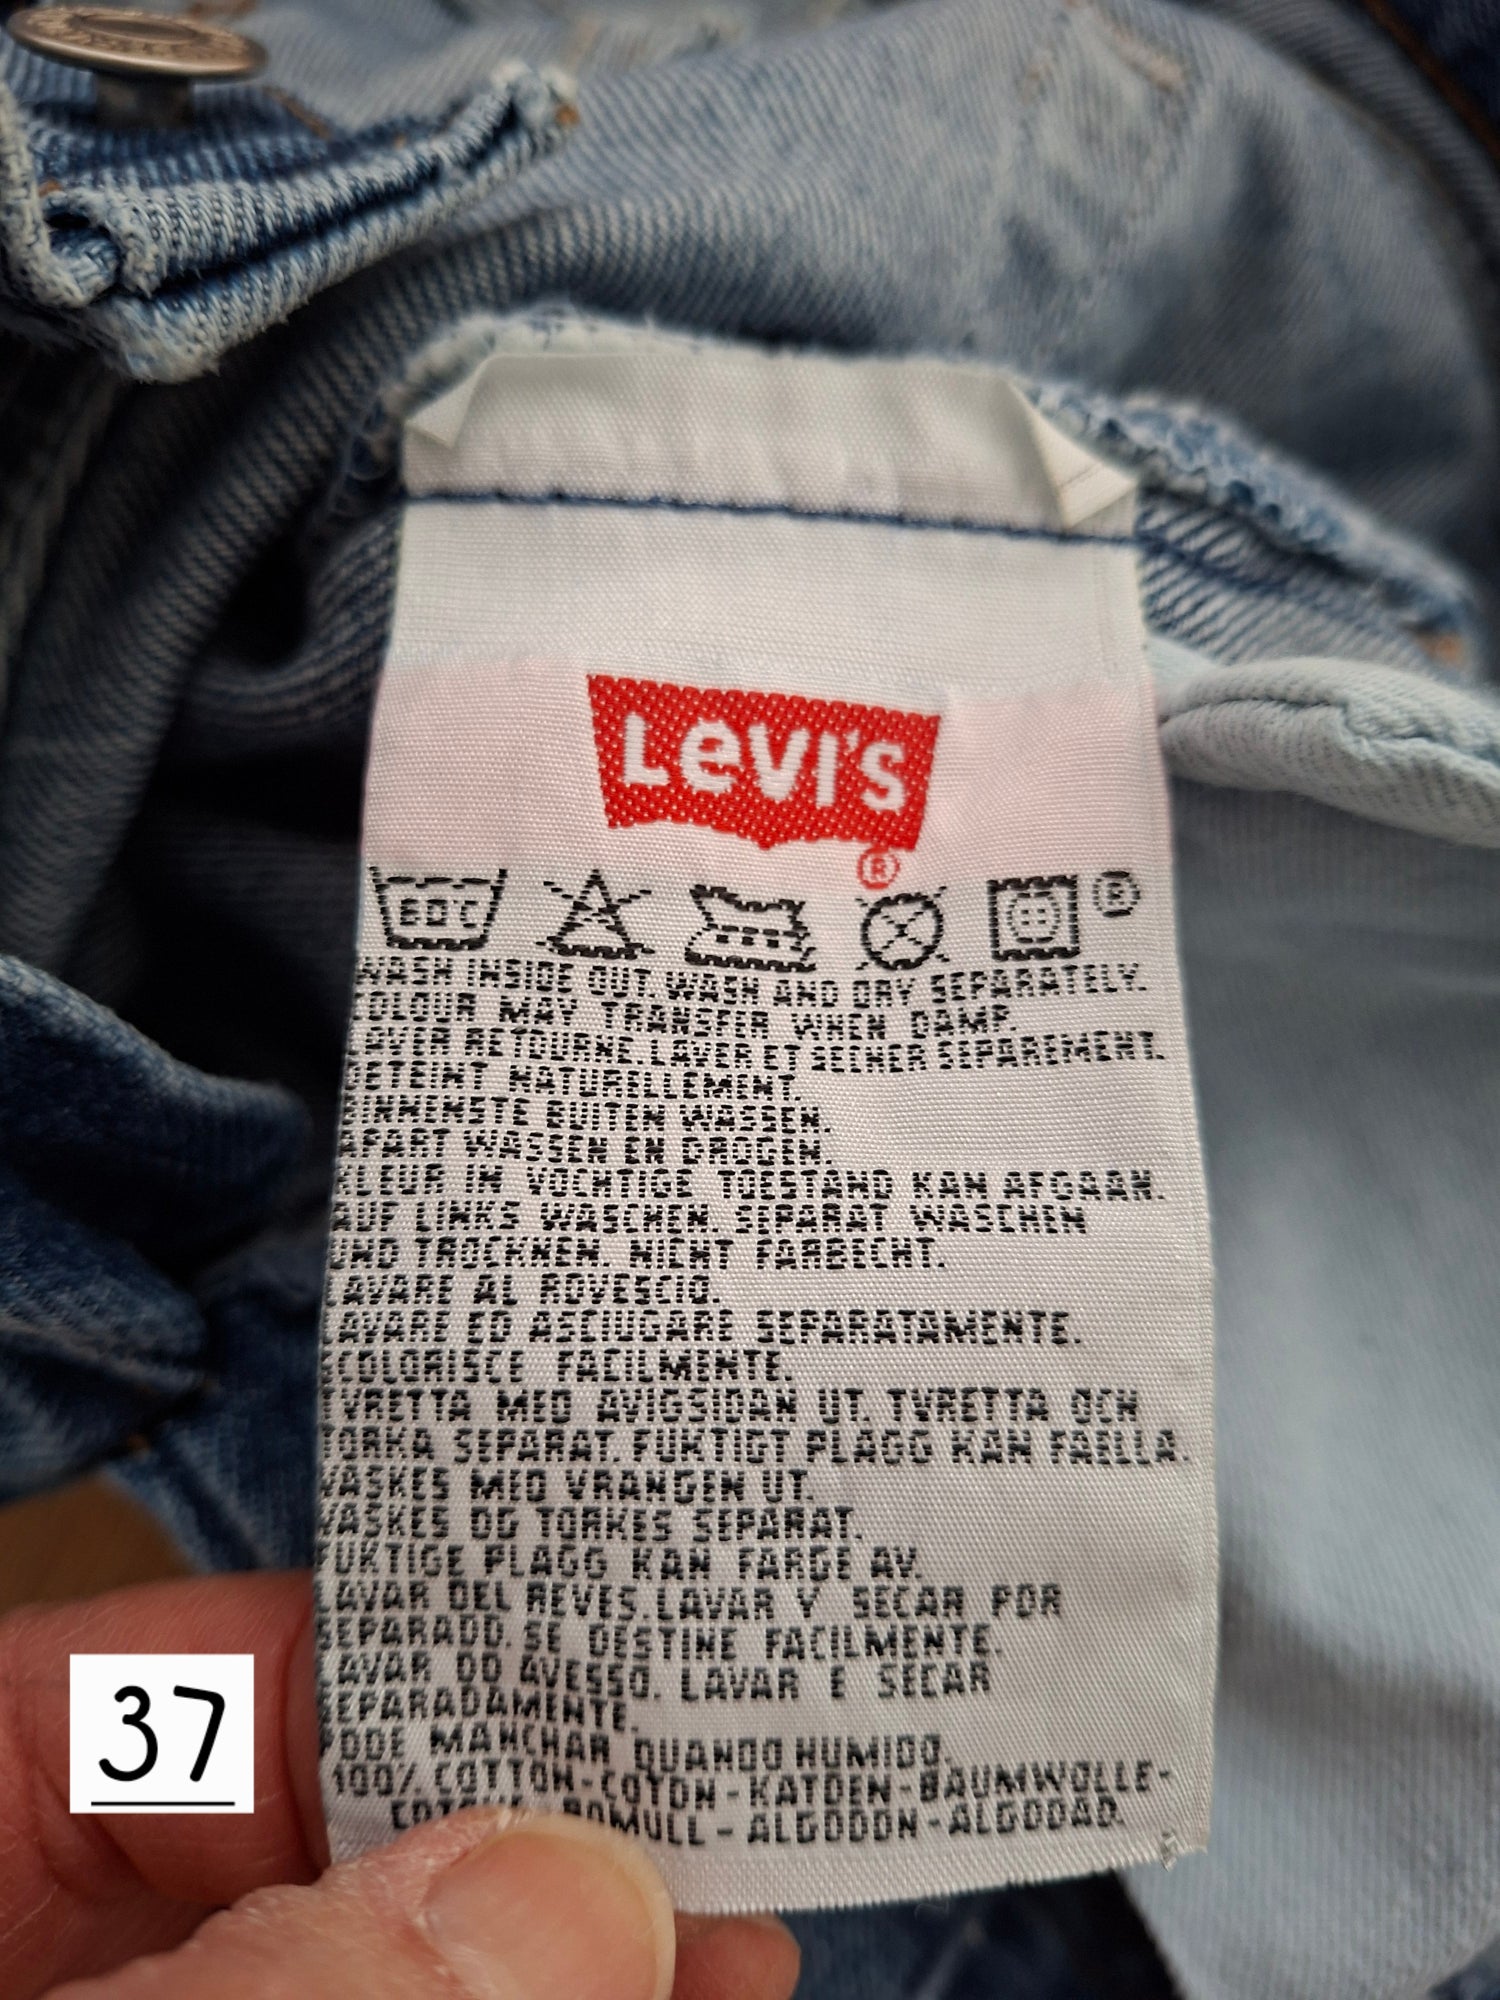 LEVI'S
®
60°C ®
WASH INSIDE OUT. WASH AND DRY SEPARATELY.
COLOUR MAY TRANSFER WHEN DAMP.
LAVER RETOURNE. LAVER ET SECHER SEPAREMENT.
DETEINT NATURELLEMENT.
BINNENSTE BUITEN WASSEN.
APART WASSEN EN DROGEN.
KLEUR IN VOCHTIGE TOESTAND KAN AFGAAN.
AUF LINKS WASCHEN. SEPARAT WASCHEN
UND TROCKNEN. NICHT FARBECHT.
LAVARE AL ROVESCIO.
LAVARE ED ASCIUGARE SEPARATAMENTE.
SCOLORISCE FACILMENTE.
TVRETTA MED AVIGSIDAN UT. TVRETTA OCH
TORKA SEPARAT. FUKTIGT PLAGG KAN FAELLA.
VASKES MED VRANGEN UT.
VASKES OG TORKES SEPARAT.
FUKTIGE PLAGG KAN FARGE AV.
LAVAR DEL REVES. LAVAR Y SECAR POR
SEPARADO. SE DESTINE FACILMENTE.
LAVAR DO AVESSO. LAVAR E SECAR
SEPARADAMENTE.
PODE MANCHAR QUANDO HUMIDO.
100% COTTON-COTON-KATOEN-BAUMWOLLE-
BOMULL-ALGODON-ALGODAO.
37